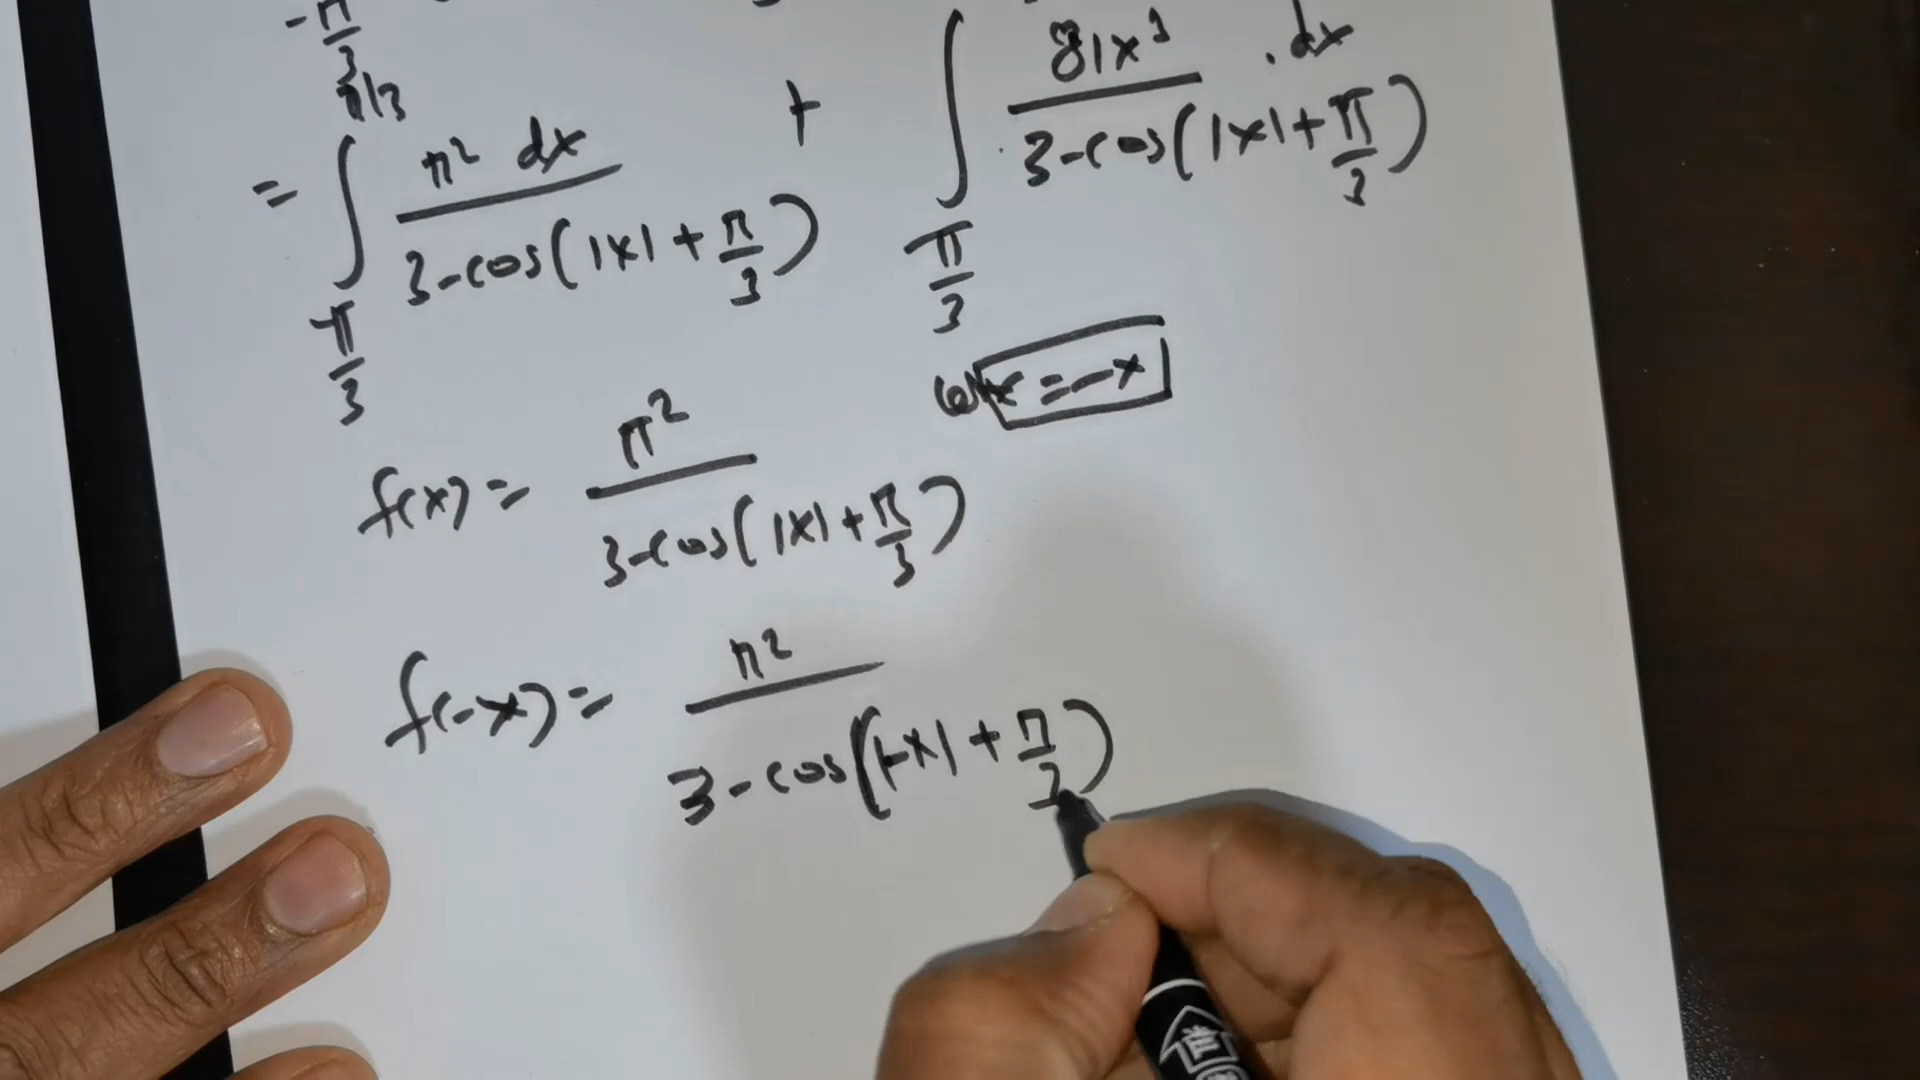 -π/3
π/3
= ∫ π² dx / 3-cos(|x| + π/3) + ∫ 81x³ / 3-cos(|x|+π/3) . dx
π/3 π/3
x = -x
f(x) = π² / 3-cos(|x|+π/3)
f(-x) = π² / 3-cos(|-x| + π/3)